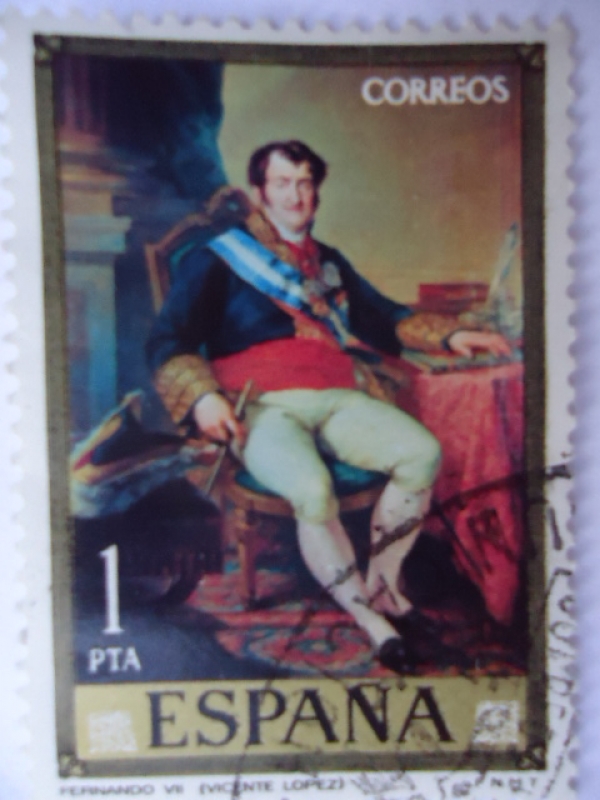 CORREOS
1
PTA
ESPAÑA
FERNANDO VII (VICENTE LOPEZ)